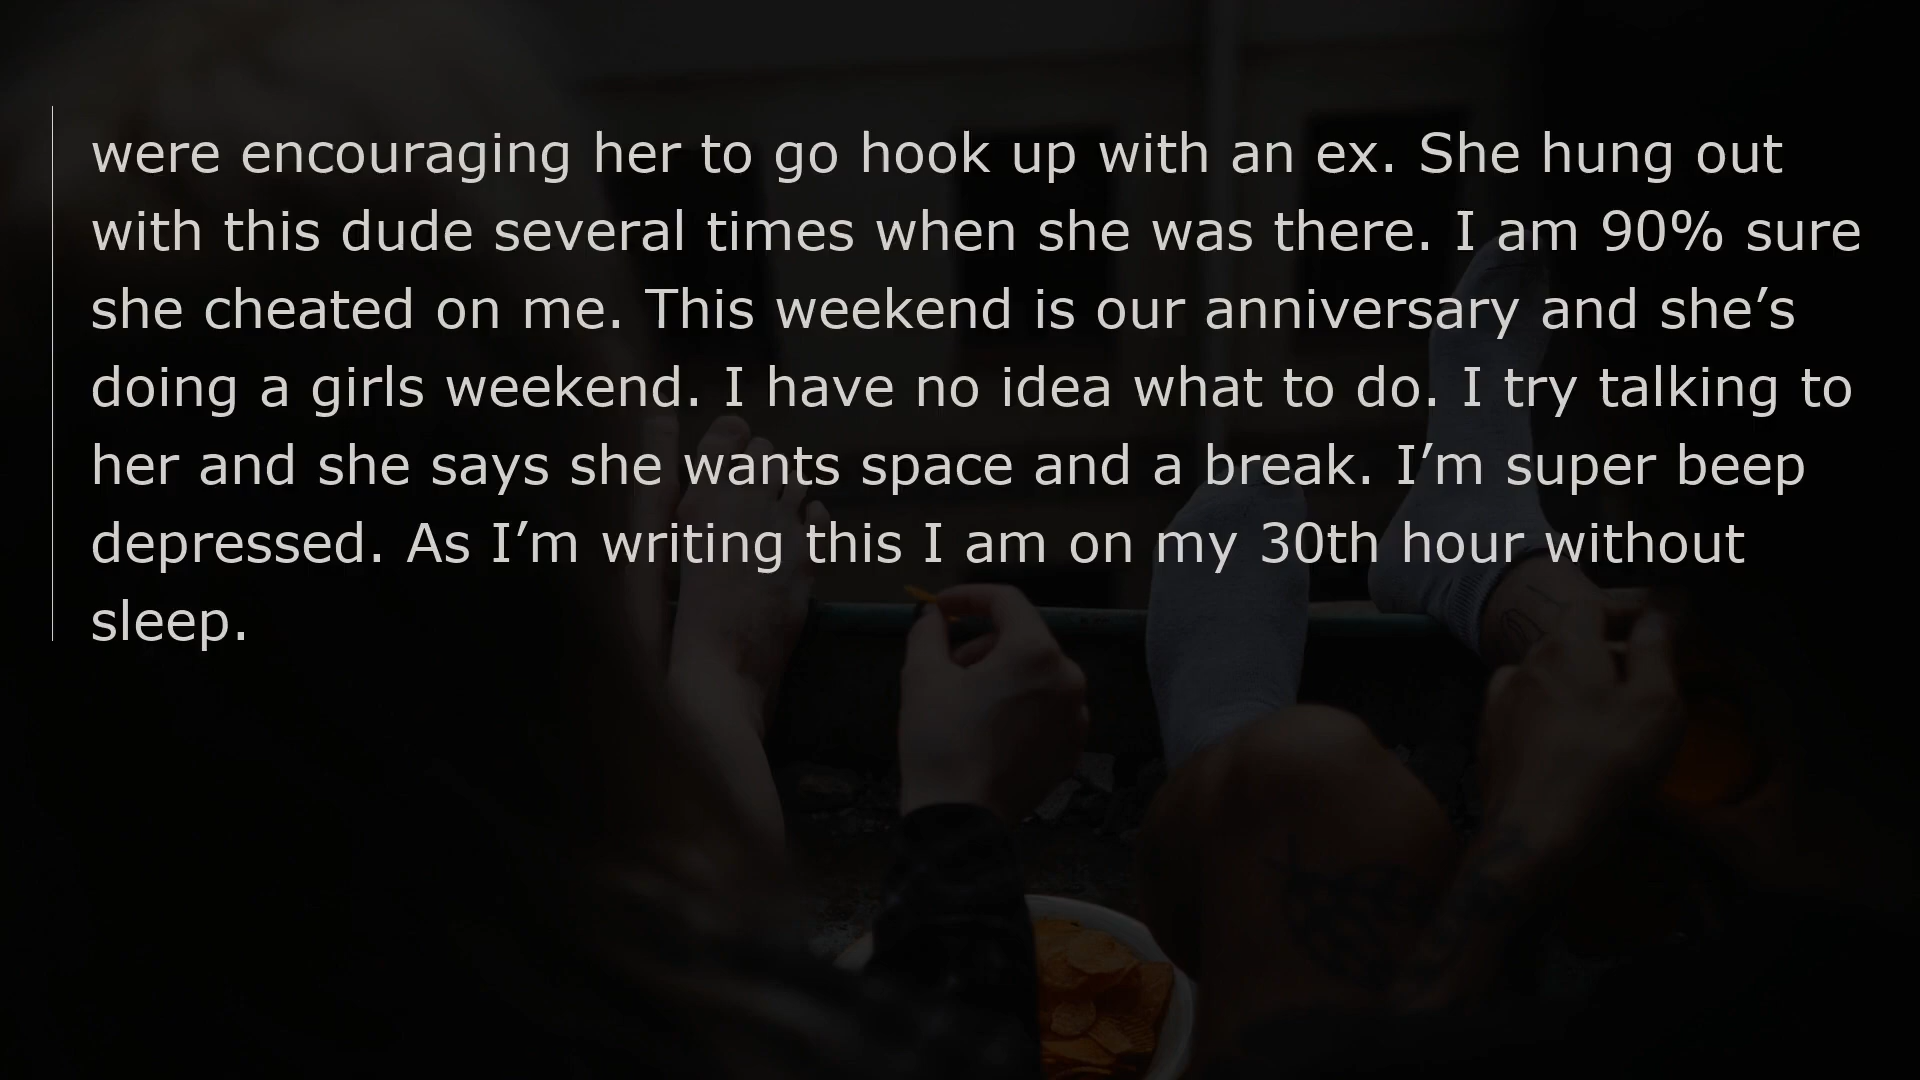 were encouraging her to go hook up with an ex. She hung out
with this dude several times when she was there. I am 90% sure
she cheated on me. This weekend is our anniversary and she’s
doing a girls weekend. I have no idea what to do. I try talking to
her and she says she wants space and a break. I’m super beep
depressed. As I’m writing this I am on my 30th hour without
sleep.